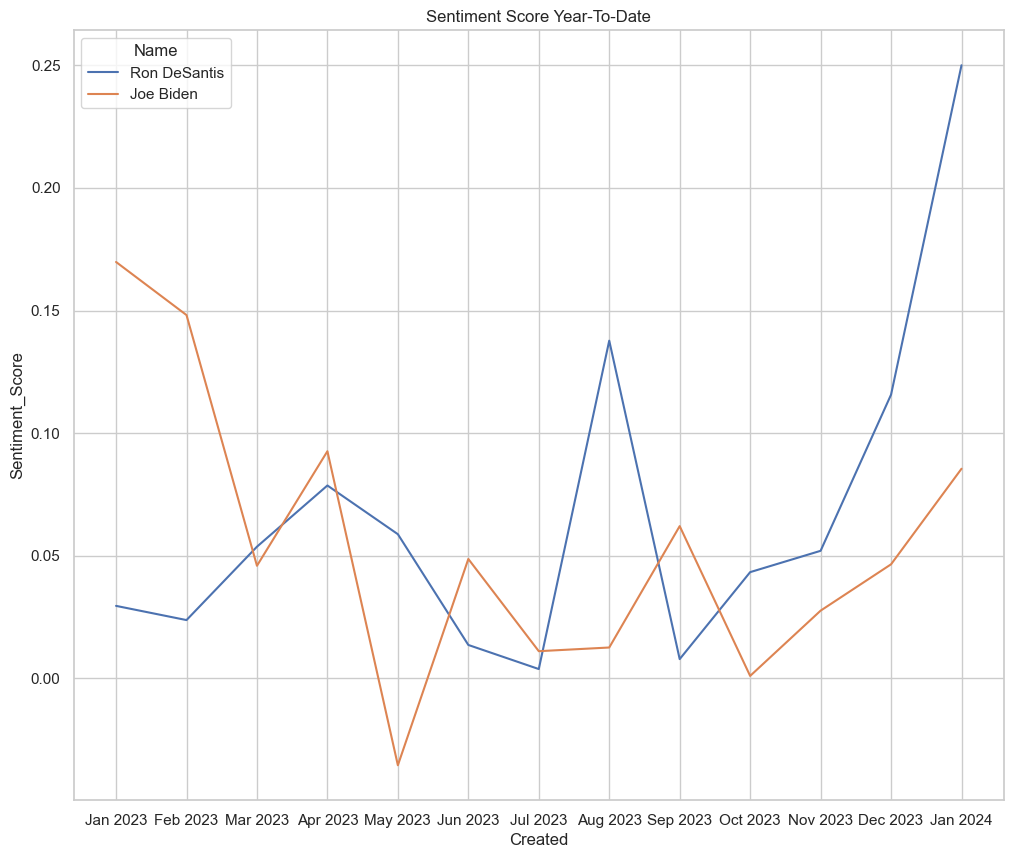 Sentiment Score Year-To-Date
Name
Ron DeSantis
Joe Biden
Sentiment_Score
0.25
0.20
0.15
0.10
0.05
0.00
Jan 2023 Feb 2023 Mar 2023 Apr 2023 May 2023 Jun 2023 Jul 2023 Aug 2023 Sep 2023 Oct 2023 Nov 2023 Dec 2023 Jan 2024
Created